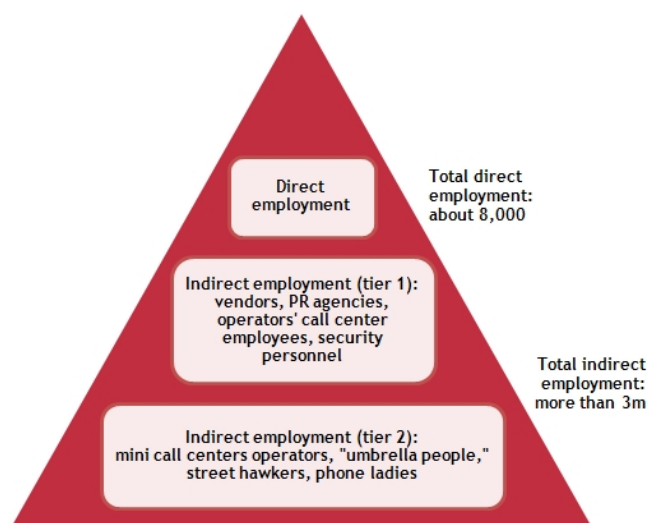 Direct
employment
Total direct
employment:
about 8,000
Indirect employment (tier 1):
vendors, PR agencies,
operators' call center
employees, security
personnel
Total indirect
employment:
more than 3m
Indirect employment (tier 2):
mini call centers operators, "umbrella people,"
street hawkers, phone ladies